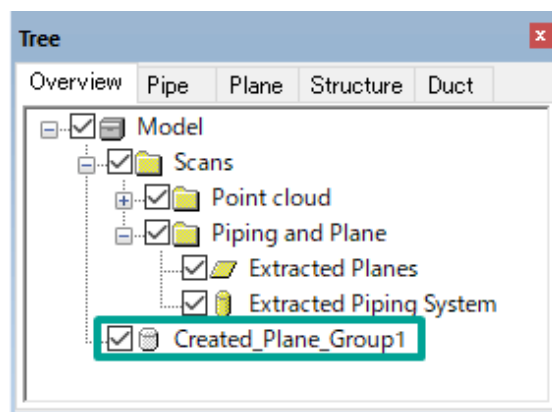 Tree
Overview Pipe Plane Structure Duct
Model
Scans
Point cloud
Piping and Plane
Extracted Planes
Extracted Piping System
Created_Plane_Group1